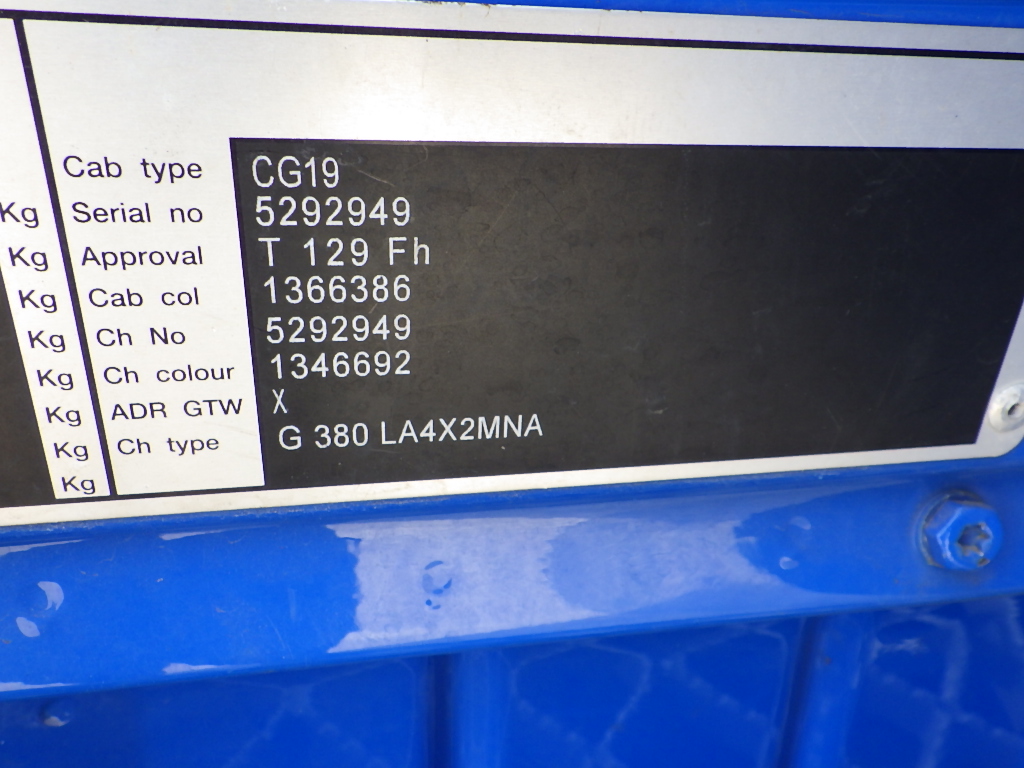 Cab type CG19
Kg Serial no 5292949
Kg Approval T 129 Fh
Kg Cab col 1366386
Kg Ch No 5292949
Kg Ch colour 1346692
Kg ADR GTW X
Kg Ch type G 380 LA4X2MNA
Kg